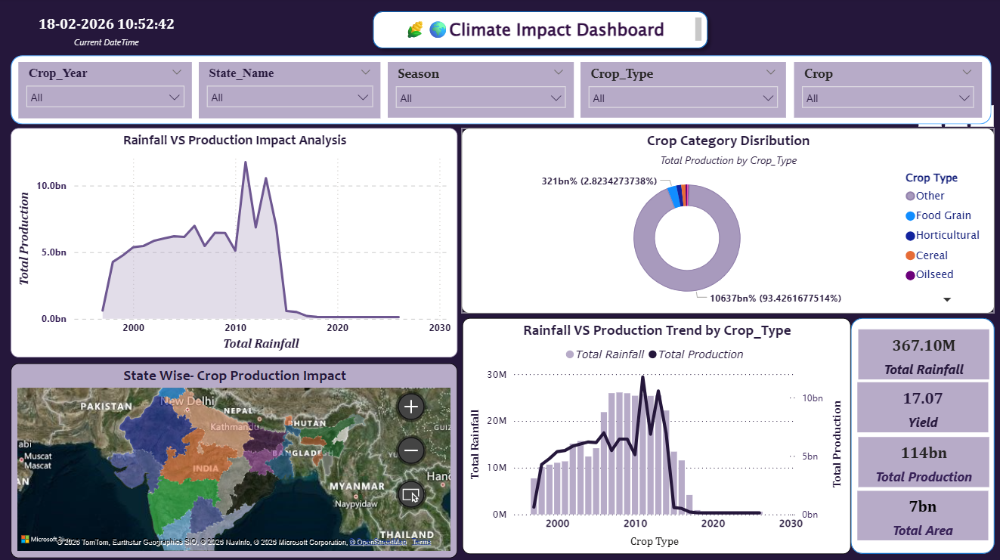 18-02-2026 10:52:42
Current DateTime
Climate Impact Dashboard
Crop_Year
All
State_Name
All
Season
All
Crop_Type
All
Crop
All
Rainfall VS Production Impact Analysis
Total Production
10.0bn
5.0bn
0.0bn
2000
2010
2020
2030
Total Rainfall
Crop Category Disribution
Total Production by Crop_Type
321bn% (2.8234273738%)
10637bn% (93.4261677514%)
Crop Type
Other
Food Grain
Horticultural
Cereal
Oilseed
State Wise- Crop Production Impact
PAKISTAN
New Delhi
NEPAL
Kathmandu
BHUTAN
GUIZ
abi
Muscat
Mascat
AN
BANGLADESH
YU
INDIA
MYANMAR
Naypyidaw
Hano
THAILAND
Microsoft
© 2026 TomTom, Earthstar Geographics SIO, © 2026 NavInfo, © 2026 Microsoft Corporation, © OpenStreetMap Terms
Rainfall VS Production Trend by Crop_Type
Total Rainfall
Total Production
Total Rainfall
30M
20M
10M
0M
10bn
5bn
0bn
Total Production
2000
2010
2020
2030
Crop Type
367.10M
Total Rainfall
17.07
Yield
114bn
Total Production
7bn
Total Area